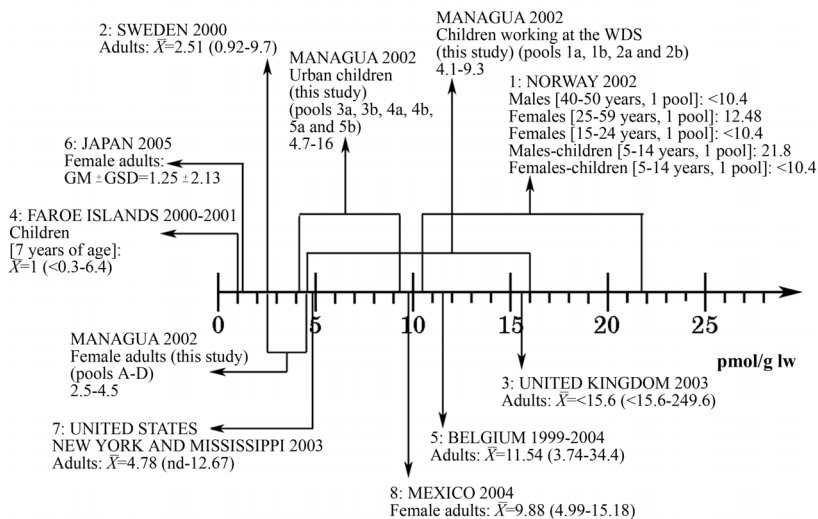 2: SWEDEN 2000
Adults: X̅=2.51 (0.92-9.7)
MANAGUA 2002
Urban children
(this study)
(pools 3a, 3b, 4a, 4b,
5a and 5b)
4.7-16
MANAGUA 2002
Children working at the WDS
(this study) (pools 1a, 1b, 2a and 2b)
4.1-9.3
1: NORWAY 2002
Males [40-50 years, 1 pool]: <10.4
Females [25-59 years, 1 pool]: 12.48
Females [15-24 years, 1 pool]: <10.4
Males-children [5-14 years, 1 pool]: 21.8
Females-children [5-14 years, 1 pool]: <10.4
6: JAPAN 2005
Female adults:
GM ±GSD=1.25 ±2.13
4: FAROE ISLANDS 2000-2001
Children
[7 years of age]:
X̅=1 (<0.3-6.4)
0 5 10 15 20 25
pmol/g lw
MANAGUA 2002
Female adults (this study)
(pools A-D)
2.5-4.5
3: UNITED KINGDOM 2003
Adults: X̅=<15.6 (<15.6-249.6)
7: UNITED STATES
NEW YORK AND MISSISSIPPI 2003
Adults: X̅=4.78 (nd-12.67)
5: BELGIUM 1999-2004
Adults: X̅=11.54 (3.74-34.4)
8: MEXICO 2004
Female adults: X̅=9.88 (4.99-15.18)